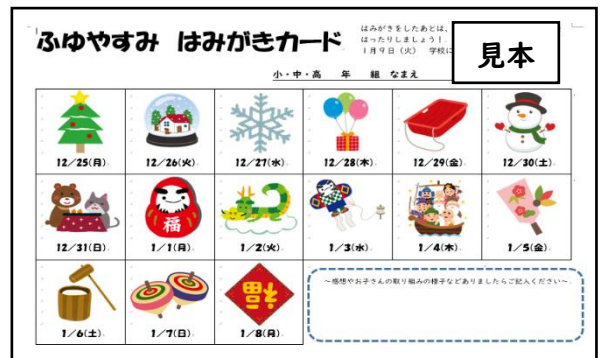 ふゆやすみ はみがきカード
はみがきをしたあとは、
はったりしましょう！
1月9日（火） 学校に
見本
小・中・高 年 組 なまえ
12/25(月)
12/26(火)
12/27(水)
12/28(木)
12/29(金)
12/30(土)
福
12/31(日)
1/1(月)
1/2(火)
1/3(水)
1/4(木)
1/5(金)
福
～感想やお子さんの取り組みの様子などありましたらご記入ください～
1/6(土)
1/7(日)
1/8(月)